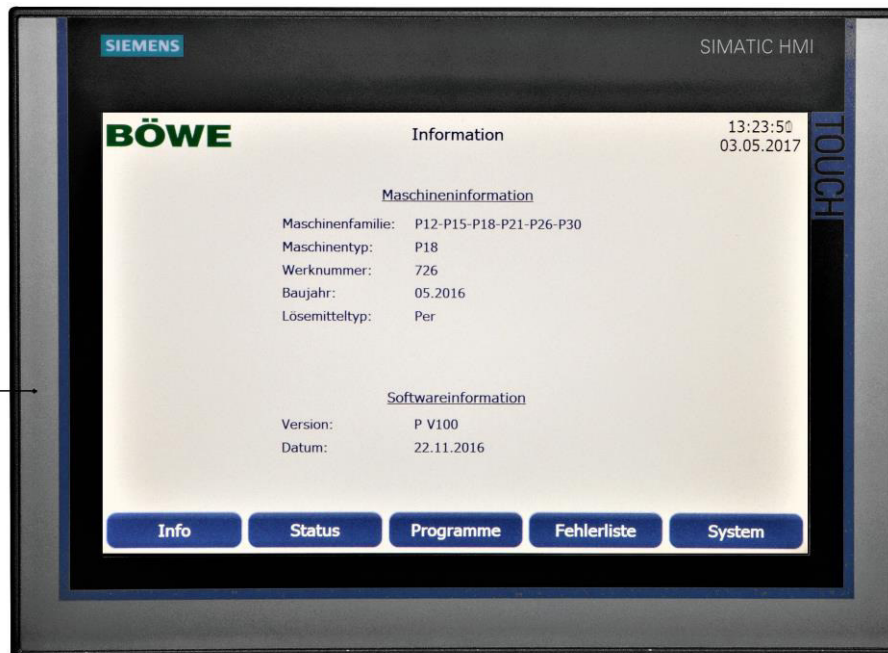 SIEMENS
SIMATIC HMI
TOUCH
BÖWE
Information
13:23:50
03.05.2017
Maschineninformation
Maschinenfamilie: P12-P15-P18-P21-P26-P30
Maschinentyp: P18
Werknummer: 726
Baujahr: 05.2016
Lösemitteltyp: Per
Softwareinformation
Version: P V100
Datum: 22.11.2016
Info
Status
Programme
Fehlerliste
System